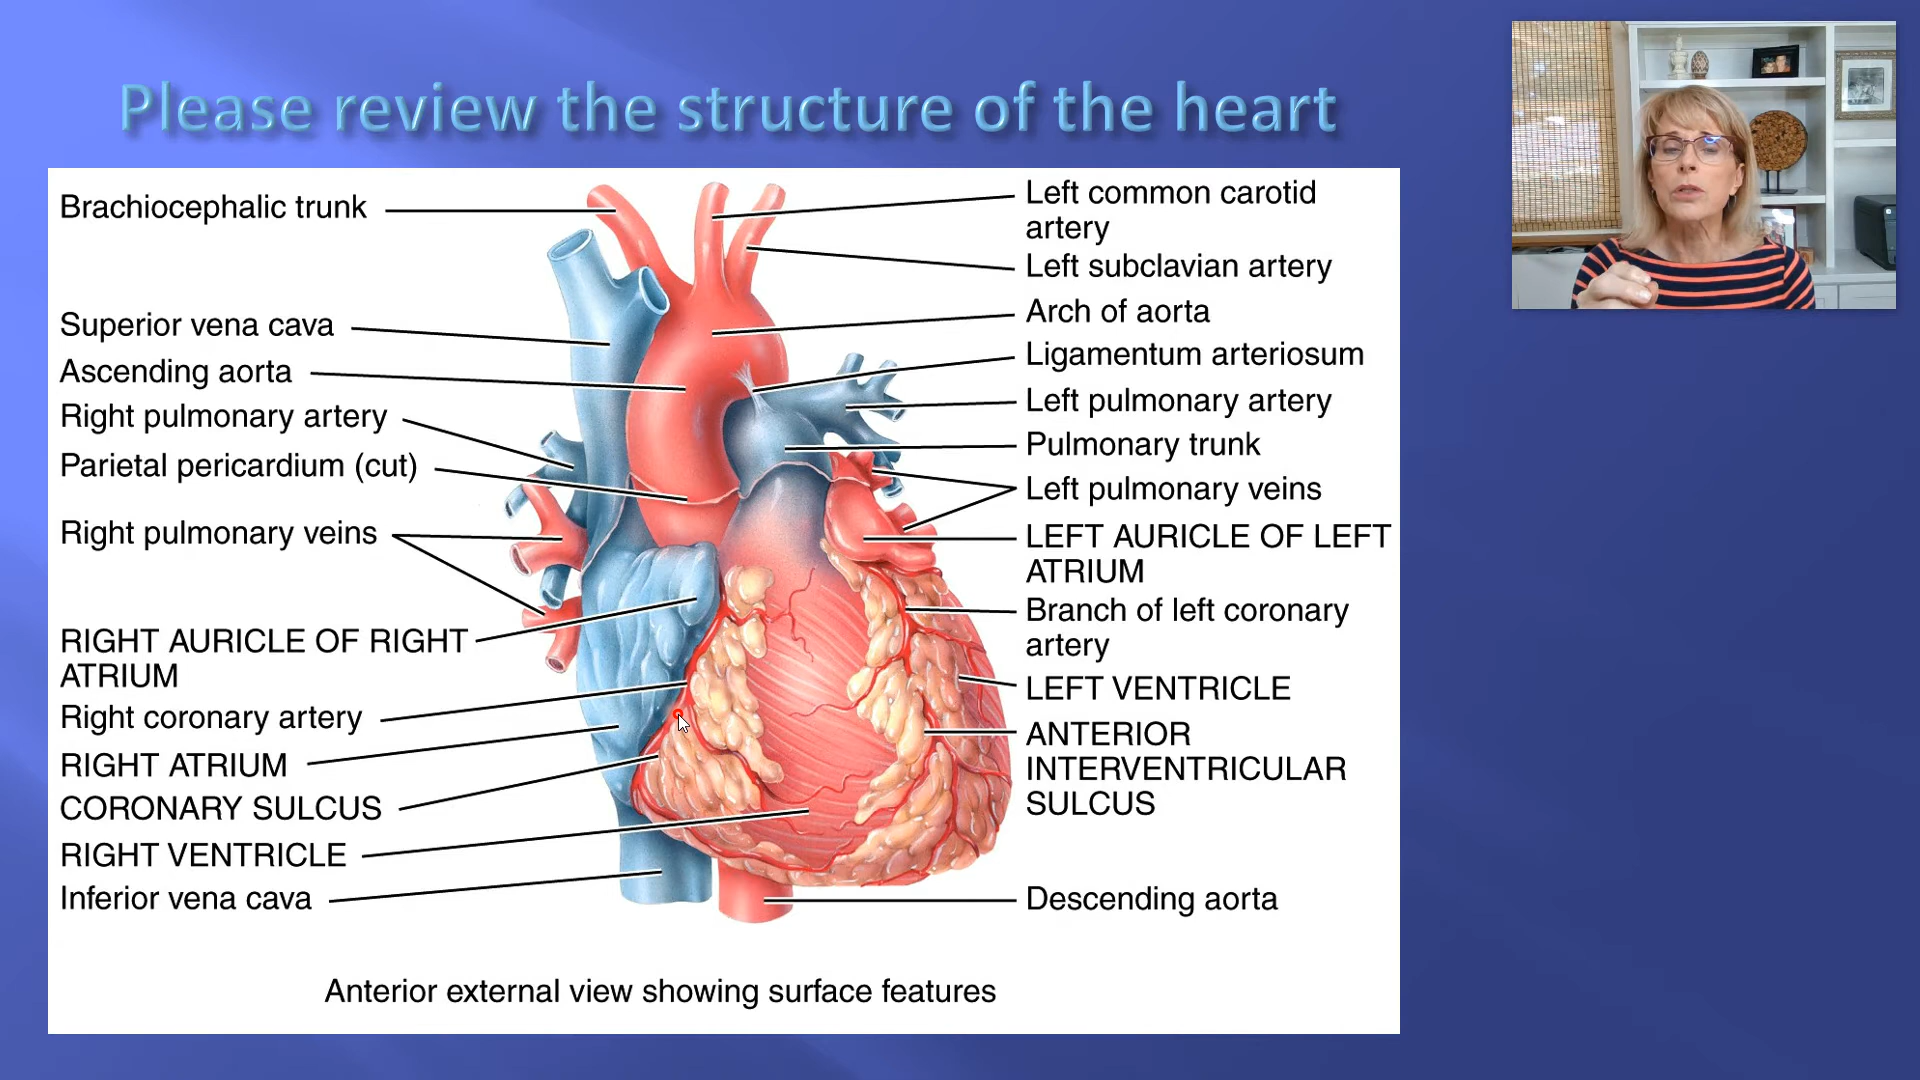 Please review the structure of the heart
Brachiocephalic trunk
Superior vena cava
Ascending aorta
Right pulmonary artery
Parietal pericardium (cut)
Right pulmonary veins
RIGHT AURICLE OF RIGHT
ATRIUM
Right coronary artery
RIGHT ATRIUM
CORONARY SULCUS
RIGHT VENTRICLE
Inferior vena cava
Left common carotid
artery
Left subclavian artery
Arch of aorta
Ligamentum arteriosum
Left pulmonary artery
Pulmonary trunk
Left pulmonary veins
LEFT AURICLE OF LEFT
ATRIUM
Branch of left coronary
artery
LEFT VENTRICLE
ANTERIOR
INTERVENTRICULAR
SULCUS
Descending aorta
Anterior external view showing surface features